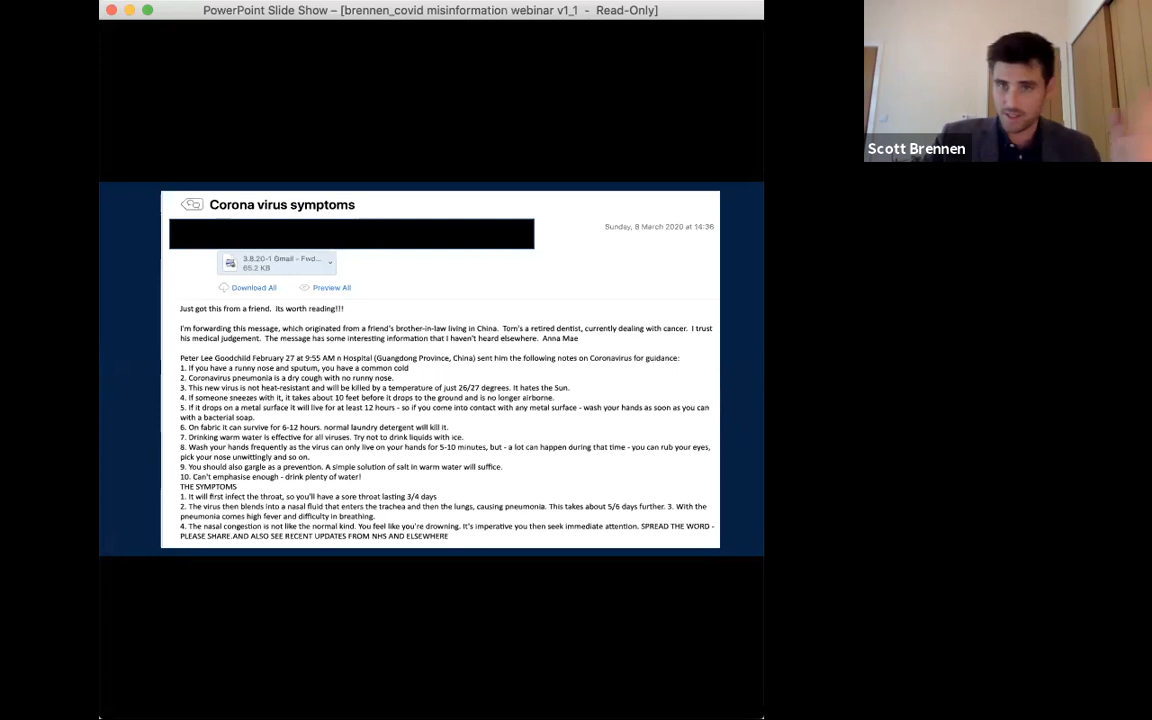 PowerPoint Slide Show – [brennen_covid misinformation webinar v1_1 - Read-Only]
Scott Brennen
Corona virus symptoms
Sunday, 8 March 2020 at 14:36
3.8.20-1 Gmail - Fwd...
65.2 KB
Download All
Preview All
Just got this from a friend. Its worth reading!!!
I'm forwarding this message, which originated from a friend's brother-in-law living in China. Tom's a retired dentist, currently dealing with cancer. I trust
his medical judgement. The message has some interesting information that I haven't heard elsewhere. Anna Mae
Peter Lee Goodchild February 27 at 9:55 AM n Hospital (Guangdong Province, China) sent him the following notes on Coronavirus for guidance:
1. If you have a runny nose and sputum, you have a common cold
2. Coronavirus pneumonia is a dry cough with no runny nose.
3. This new virus is not heat-resistant and will be killed by a temperature of just 26/27 degrees. It hates the Sun.
4. If someone sneezes with it, it takes about 10 feet before it drops to the ground and is no longer airborne.
5. If it drops on a metal surface it will live for at least 12 hours - so if you come into contact with any metal surface - wash your hands as soon as you can
with a bacterial soap.
6. On fabric it can survive for 6-12 hours. normal laundry detergent will kill it.
7. Drinking warm water is effective for all viruses. Try not to drink liquids with ice.
8. Wash your hands frequently as the virus can only live on your hands for 5-10 minutes, but - a lot can happen during that time - you can rub your eyes,
pick your nose unwittingly and so on.
9. You should also gargle as a prevention. A simple solution of salt in warm water will suffice.
10. Can't emphasise enough - drink plenty of water!
THE SYMPTOMS
1. It will first infect the throat, so you'll have a sore throat lasting 3/4 days
2. The virus then blends into a nasal fluid that enters the trachea and then the lungs, causing pneumonia. This takes about 5/6 days further. 3. With the
pneumonia comes high fever and difficulty in breathing.
4. The nasal congestion is not like the normal kind. You feel like you're drowning. It's imperative you then seek immediate attention. SPREAD THE WORD -
PLEASE SHARE.AND ALSO SEE RECENT UPDATES FROM NHS AND ELSEWHERE